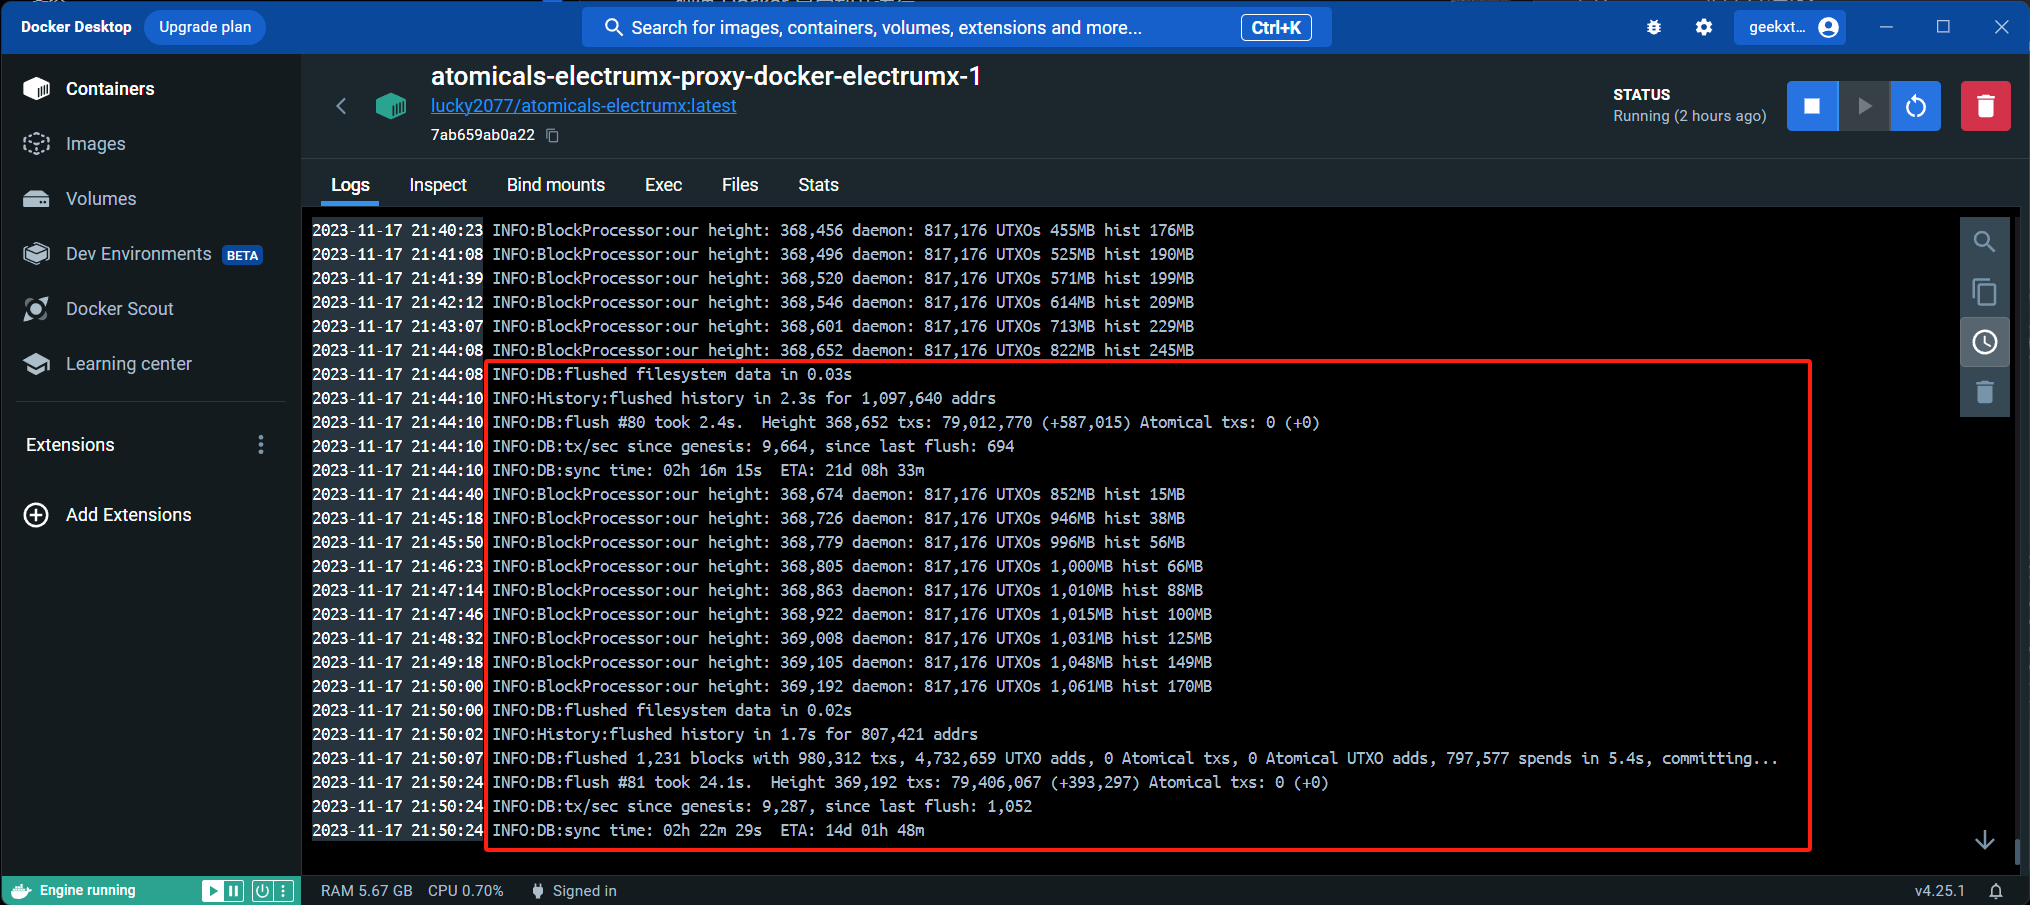 Docker Desktop
Upgrade plan
Search for images, containers, volumes, extensions and more...
Ctrl+K
geekxt...
Containers
Images
Volumes
Dev Environments BETA
Docker Scout
Learning center
Extensions
Add Extensions
atomicals-electrumx-proxy-docker-electrumx-1
lucky2077/atomicals-electrumx:latest
7ab659ab0a22
STATUS
Running (2 hours ago)
Logs Inspect Bind mounts Exec Files Stats
2023-11-17 21:40:23 INFO:BlockProcessor:our height: 368,456 daemon: 817,176 UTXOs 455MB hist 176MB
2023-11-17 21:41:08 INFO:BlockProcessor:our height: 368,496 daemon: 817,176 UTXOs 525MB hist 190MB
2023-11-17 21:41:39 INFO:BlockProcessor:our height: 368,520 daemon: 817,176 UTXOs 571MB hist 199MB
2023-11-17 21:42:12 INFO:BlockProcessor:our height: 368,546 daemon: 817,176 UTXOs 614MB hist 209MB
2023-11-17 21:43:07 INFO:BlockProcessor:our height: 368,601 daemon: 817,176 UTXOs 713MB hist 229MB
2023-11-17 21:44:08 INFO:BlockProcessor:our height: 368,652 daemon: 817,176 UTXOs 822MB hist 245MB
2023-11-17 21:44:08 INFO:DB:flushed filesystem data in 0.03s
2023-11-17 21:44:10 INFO:History:flushed history in 2.3s for 1,097,640 addrs
2023-11-17 21:44:10 INFO:DB:flush #80 took 2.4s.  Height 368,652 txs: 79,012,770 (+587,015) Atomical txs: 0 (+0)
2023-11-17 21:44:10 INFO:DB:tx/sec since genesis: 9,664, since last flush: 694
2023-11-17 21:44:10 INFO:DB:sync time: 02h 16m 15s  ETA: 21d 08h 33m
2023-11-17 21:44:40 INFO:BlockProcessor:our height: 368,674 daemon: 817,176 UTXOs 852MB hist 15MB
2023-11-17 21:45:18 INFO:BlockProcessor:our height: 368,726 daemon: 817,176 UTXOs 946MB hist 38MB
2023-11-17 21:45:50 INFO:BlockProcessor:our height: 368,779 daemon: 817,176 UTXOs 996MB hist 56MB
2023-11-17 21:46:23 INFO:BlockProcessor:our height: 368,805 daemon: 817,176 UTXOs 1,000MB hist 66MB
2023-11-17 21:47:14 INFO:BlockProcessor:our height: 368,863 daemon: 817,176 UTXOs 1,010MB hist 88MB
2023-11-17 21:47:46 INFO:BlockProcessor:our height: 368,922 daemon: 817,176 UTXOs 1,015MB hist 100MB
2023-11-17 21:48:32 INFO:BlockProcessor:our height: 369,008 daemon: 817,176 UTXOs 1,031MB hist 125MB
2023-11-17 21:49:18 INFO:BlockProcessor:our height: 369,105 daemon: 817,176 UTXOs 1,048MB hist 149MB
2023-11-17 21:50:00 INFO:BlockProcessor:our height: 369,192 daemon: 817,176 UTXOs 1,061MB hist 170MB
2023-11-17 21:50:00 INFO:DB:flushed filesystem data in 0.02s
2023-11-17 21:50:02 INFO:History:flushed history in 1.7s for 807,421 addrs
2023-11-17 21:50:07 INFO:DB:flushed 1,231 blocks with 980,312 txs, 4,732,659 UTXO adds, 0 Atomical txs, 0 Atomical UTXO adds, 797,577 spends in 5.4s, committing...
2023-11-17 21:50:24 INFO:DB:flush #81 took 24.1s.  Height 369,192 txs: 79,406,067 (+393,297) Atomical txs: 0 (+0)
2023-11-17 21:50:24 INFO:DB:tx/sec since genesis: 9,287, since last flush: 1,052
2023-11-17 21:50:24 INFO:DB:sync time: 02h 22m 29s  ETA: 14d 01h 48m
Engine running
RAM 5.67 GB CPU 0.70% Signed in
v4.25.1